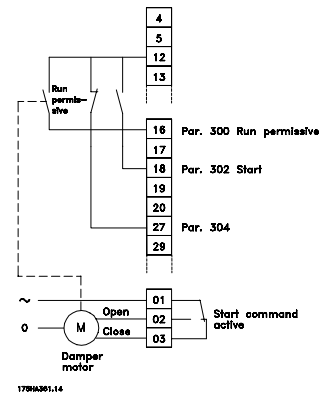 4
5
12
13
Run
permis-
sive
16 Par. 300 Run permissive
17
18 Par. 302 Start
19
20
27 Par. 304
29
~ 01
Open
Start command
active
0 M 02
Close
03
Damper
motor
175HA361.14